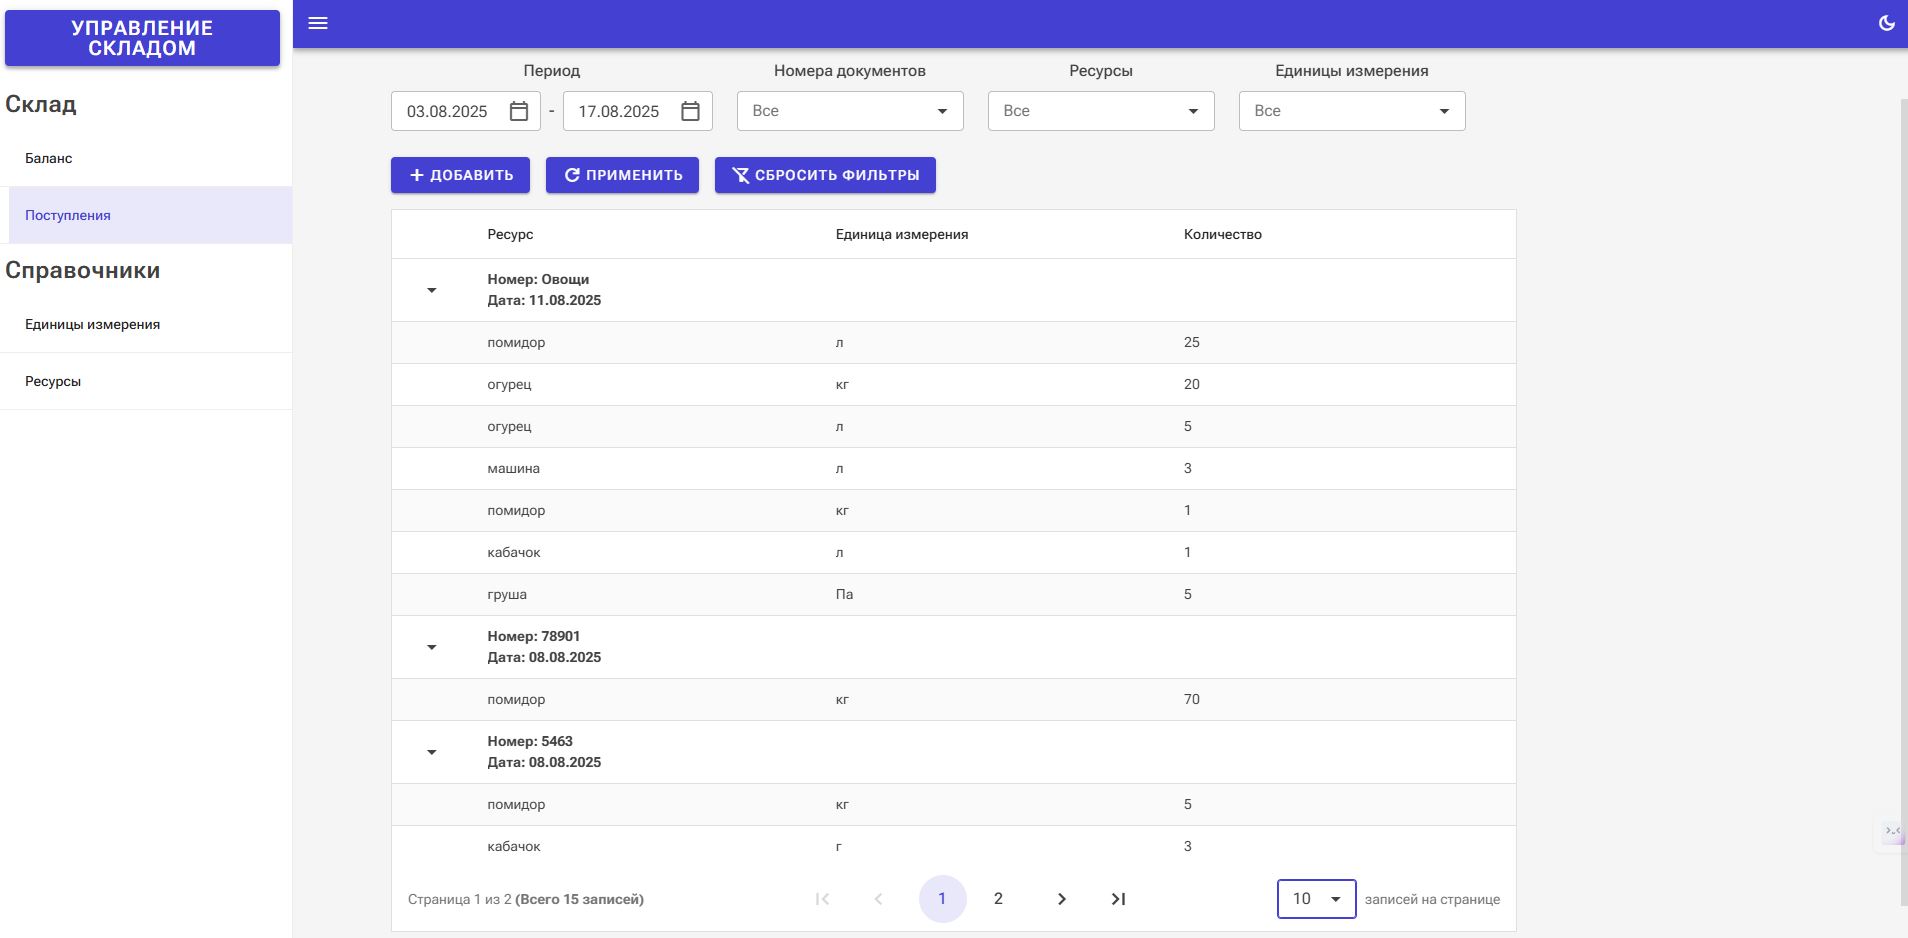 УПРАВЛЕНИЕ
СКЛАДОМ
Склад
Баланс
Поступления
Справочники
Единицы измерения
Ресурсы
Период Номера документов Ресурсы Единицы измерения
03.08.2025 - 17.08.2025 Все Все Все
ДОБАВИТЬ ПРИМЕНИТЬ СБРОСИТЬ ФИЛЬТРЫ
Ресурс Единица измерения Количество
Номер: Овощи
Дата: 11.08.2025
помидор л 25
огурец кг 20
огурец л 5
машина л 3
помидор кг 1
кабачок л 1
груша Па 5
Номер: 78901
Дата: 08.08.2025
помидор кг 70
Номер: 5463
Дата: 08.08.2025
помидор кг 5
кабачок г 3
Страница 1 из 2 (Всего 15 записей) 1 2 10 записей на странице